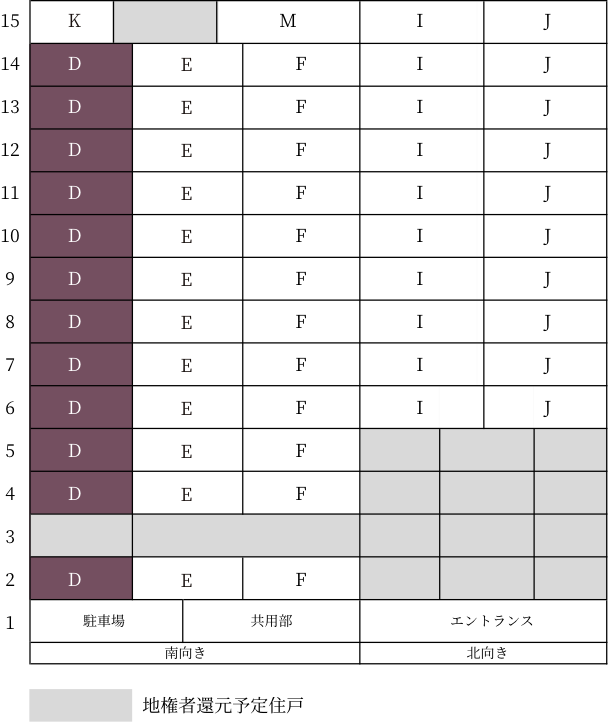 15 K M I J
14 D E F I J
13 D E F I J
12 D E F I J
11 D E F I J
10 D E F I J
9 D E F I J
8 D E F I J
7 D E F I J
6 D E F I J
5 D E F
4 D E F
3
2 D E F
1 駐車場 共用部 エントランス
南向き 北向き
地権者還元予定住戸